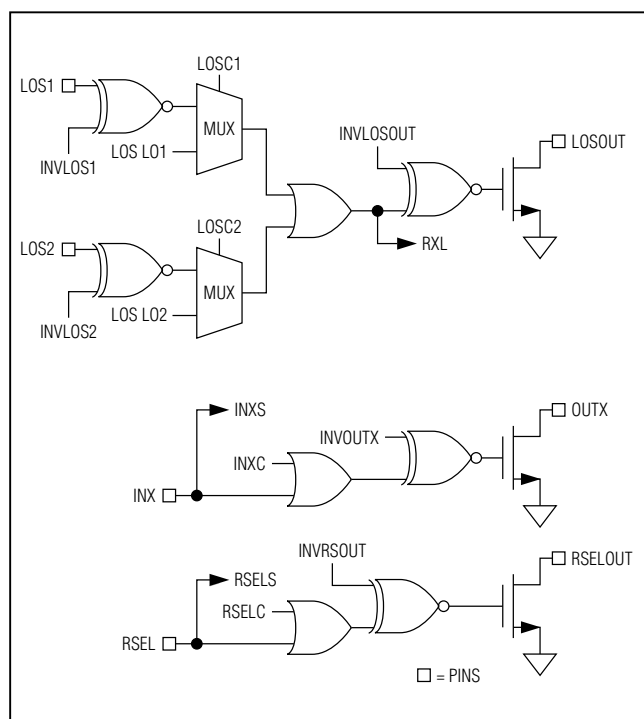 LOSC1
LOS1
MUX
INVLOS1
LOS LO1
INVLOSOUT
LOSOUT
RXL
LOSC2
LOS2
MUX
INVLOS2
LOS LO2
INXS
OUTX
INVOUTX
INXC
INX
INVRSOUT
RSELOUT
RSELS
RSELC
RSEL
= PINS